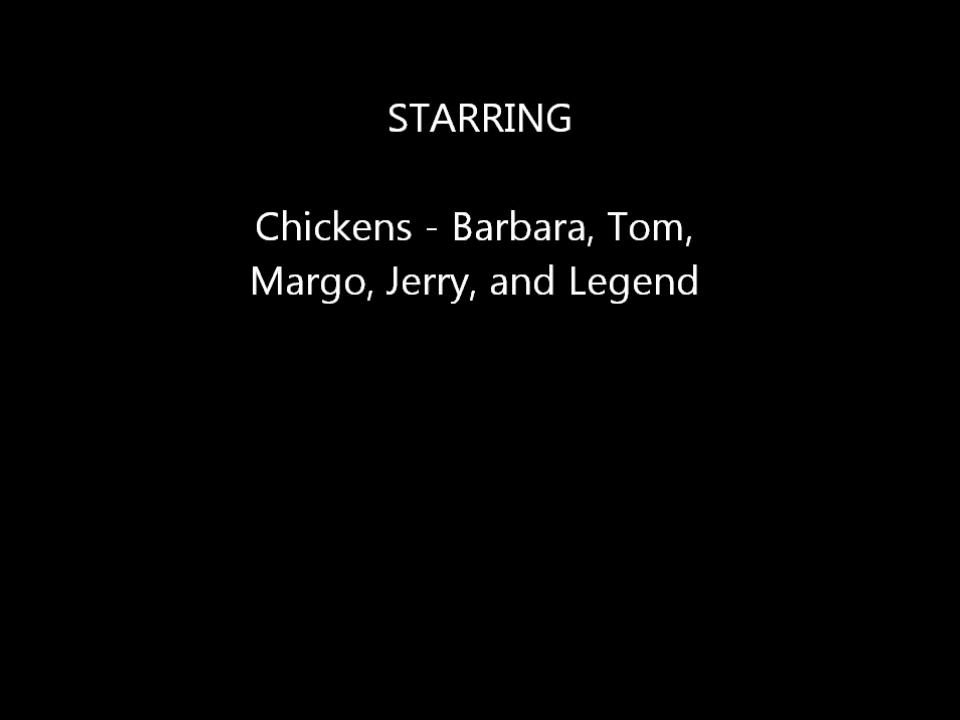 STARRING
Chickens - Barbara, Tom,
Margo, Jerry, and Legend